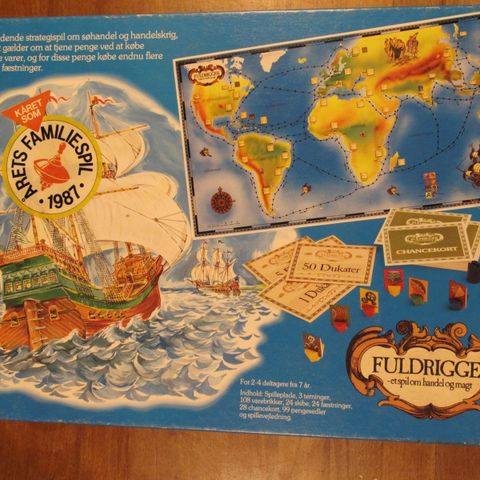 dende strategispil om søhandel og handelskrig,
t gælder om at tjene penge ved at købe
e varer, og for disse penge købe endnu flere
fæstninger.
KÅRET
SOM
ÅRETS FAMILIESPIL
1987
FULDRIGGER
CHANCEKORT
50 Dukater
1 Duka
FULDRIGGE
-et spil om handel og magt
For 2-4 deltagere fra 7 år.
Indhold: Spilleplade, 3 terninger,
108 varebrikker, 24 skibe, 24 fæstninger,
28 chancekort, 99 pengesedler
og spillevejledning.